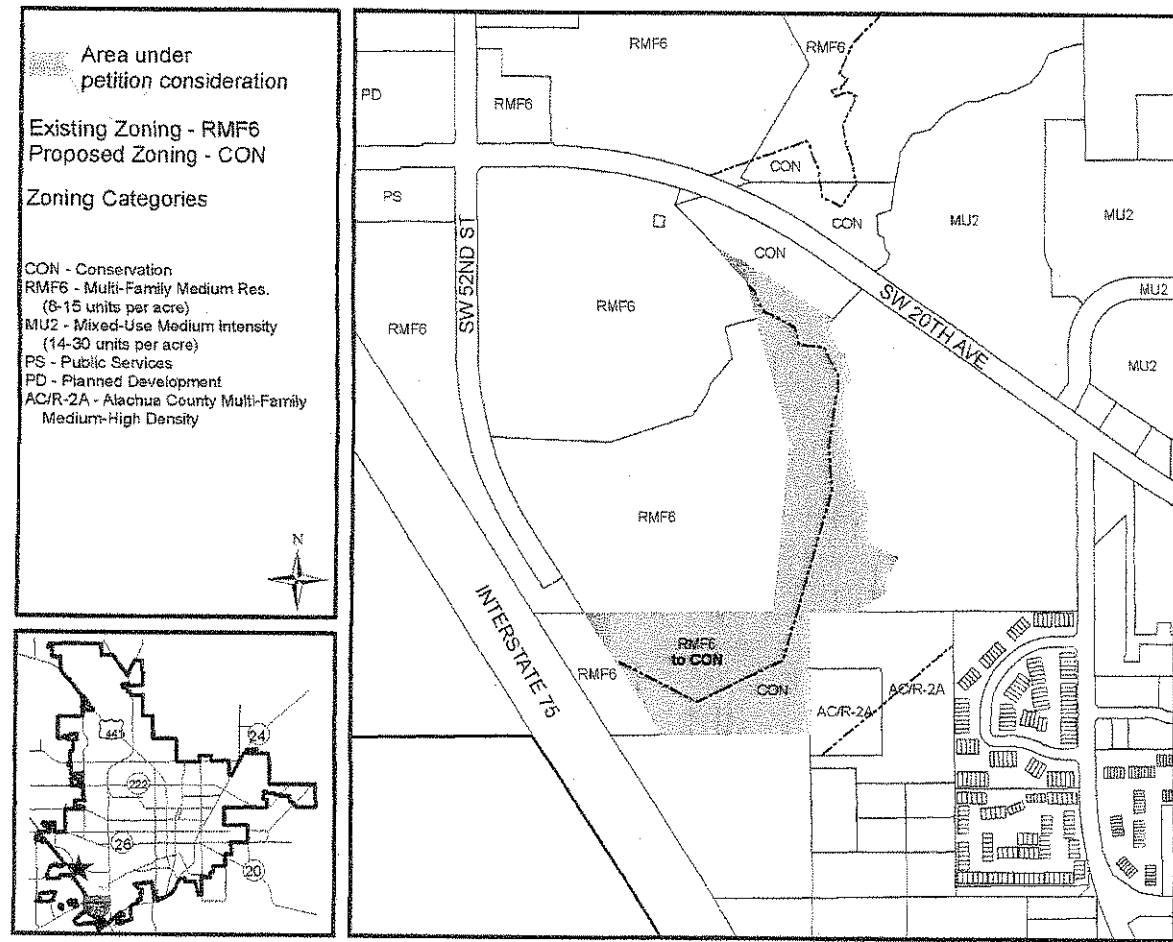 Area under
petition consideration
Existing Zoning - RMF6
Proposed Zoning - CON
Zoning Categories
CON - Conservation
RMF6 - Multi-Family Medium Res.
(8-15 units per acre)
MU2 - Mixed-Use Medium Intensity
(14-30 units per acre)
PS - Public Services
PD - Planned Development
AC/R-2A - Alachua County Multi-Family
Medium-High Density
N
441
24
222
26
20
RMF6
RMF6
PD
RMF6
CON
PS
CON
MU2
MU2
SW 52ND ST
CON
MU2
RMF6
SW 20TH AVE
RMF6
MU2
RMF6
INTERSTATE 75
RMF6
to CON
RMF6
CON
AC/R-2A
AC/R-2A